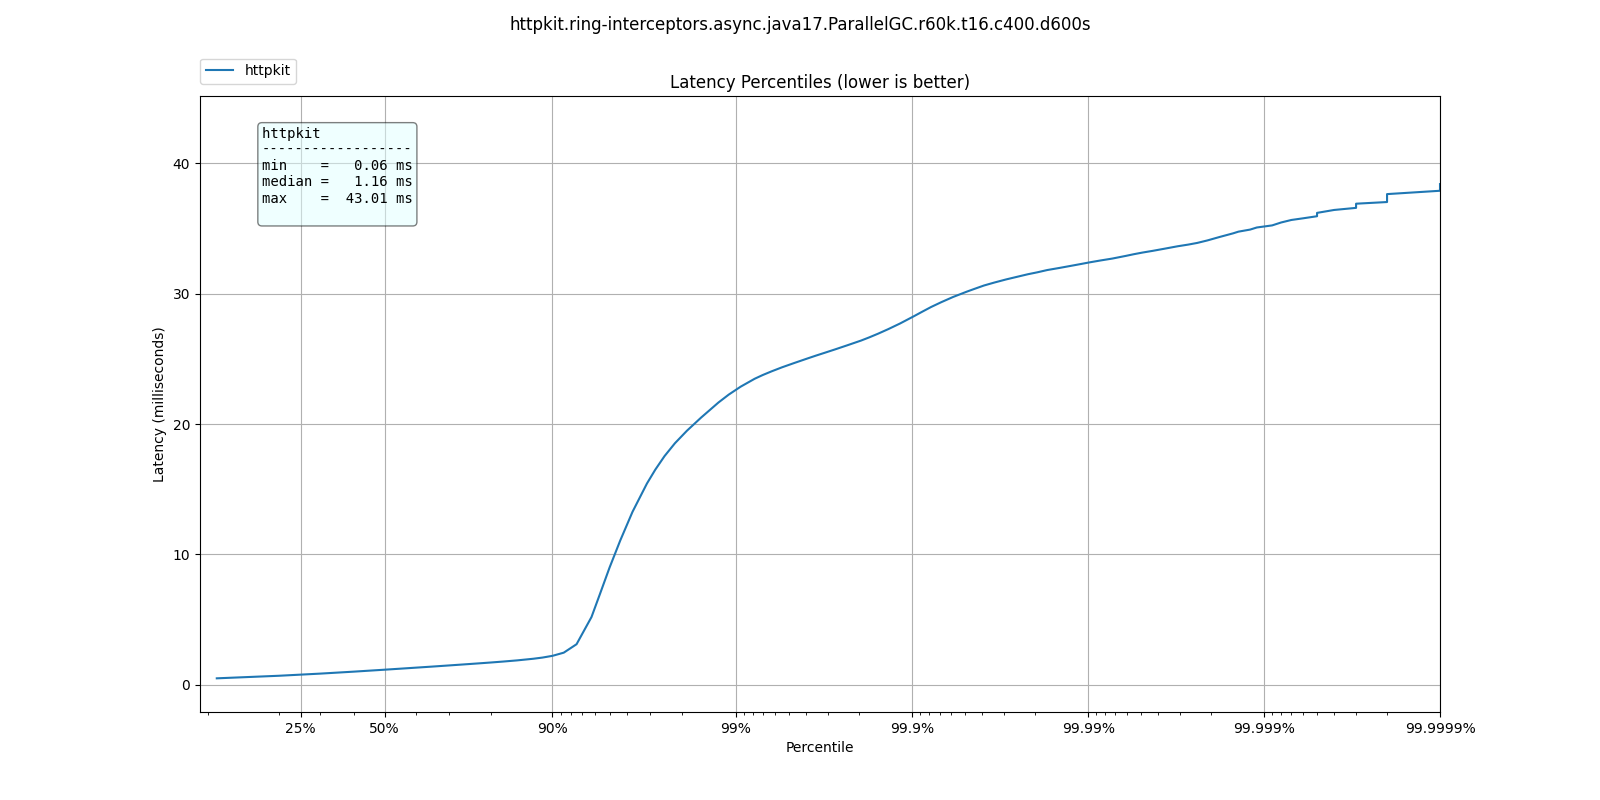 httpkit.ring-interceptors.async.java17.ParallelGC.r60k.t16.c400.d600s
httpkit
Latency Percentiles (lower is better)
httpkit
------------------
min    =   0.06 ms
median =   1.16 ms
max    =  43.01 ms
40
30
20
10
0
Latency (milliseconds)
25% 50% 90% 99% 99.9% 99.99% 99.999% 99.9999%
Percentile